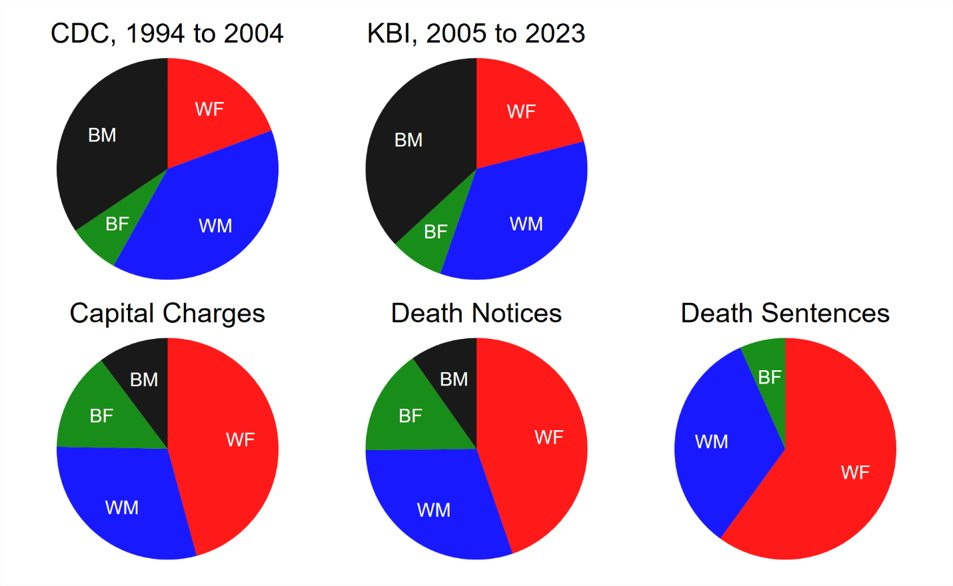 CDC, 1994 to 2004
KBI, 2005 to 2023
WF
WF
BM
BM
BF
WM
BF
WM
Capital Charges
Death Notices
Death Sentences
BM
BM
BF
BF
BF
WF
WF
WM
WF
WM
WM